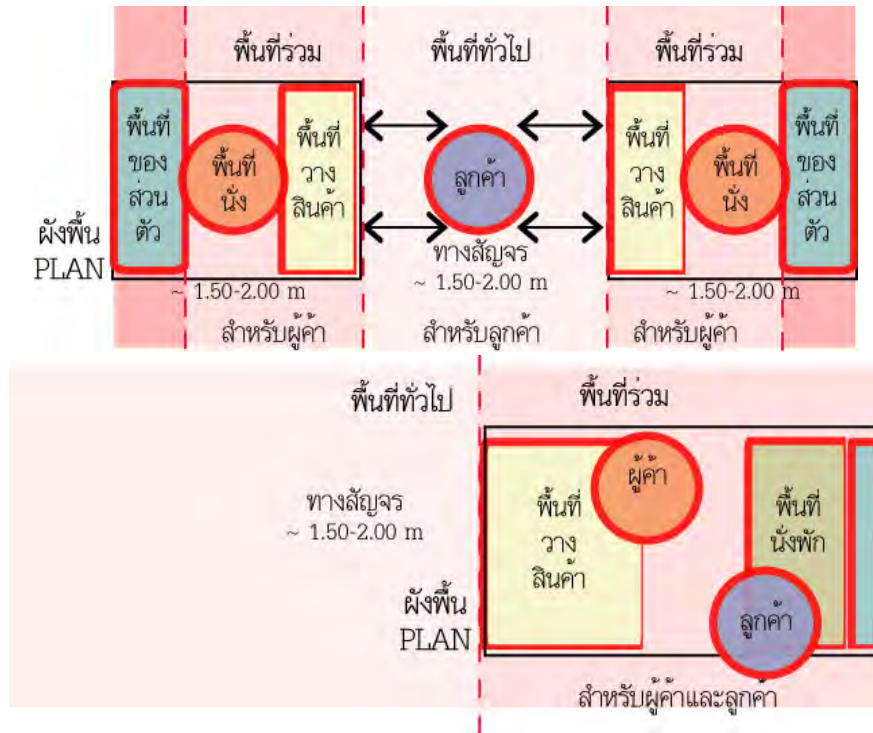 พื้นที่ร่วม
พื้นที่ทั่วไป
พื้นที่ร่วม
พื้นที่
ของ
ส่วน
ตัว
พื้นที่
นั่ง
พื้นที่
วาง
สินค้า
ลูกค้า
พื้นที่
วาง
สินค้า
พื้นที่
นั่ง
พื้นที่
ของ
ส่วน
ตัว
ผังพื้น
PLAN
ทางสัญจร
~ 1.50-2.00 m
~ 1.50-2.00 m
~ 1.50-2.00 m
สำหรับผู้ค้า
สำหรับลูกค้า
สำหรับผู้ค้า
พื้นที่ทั่วไป
พื้นที่ร่วม
ทางสัญจร
~ 1.50-2.00 m
ผังพื้น
PLAN
พื้นที่
วาง
สินค้า
ผู้ค้า
พื้นที่
นั่งพัก
ลูกค้า
สำหรับผู้ค้าและลูกค้า